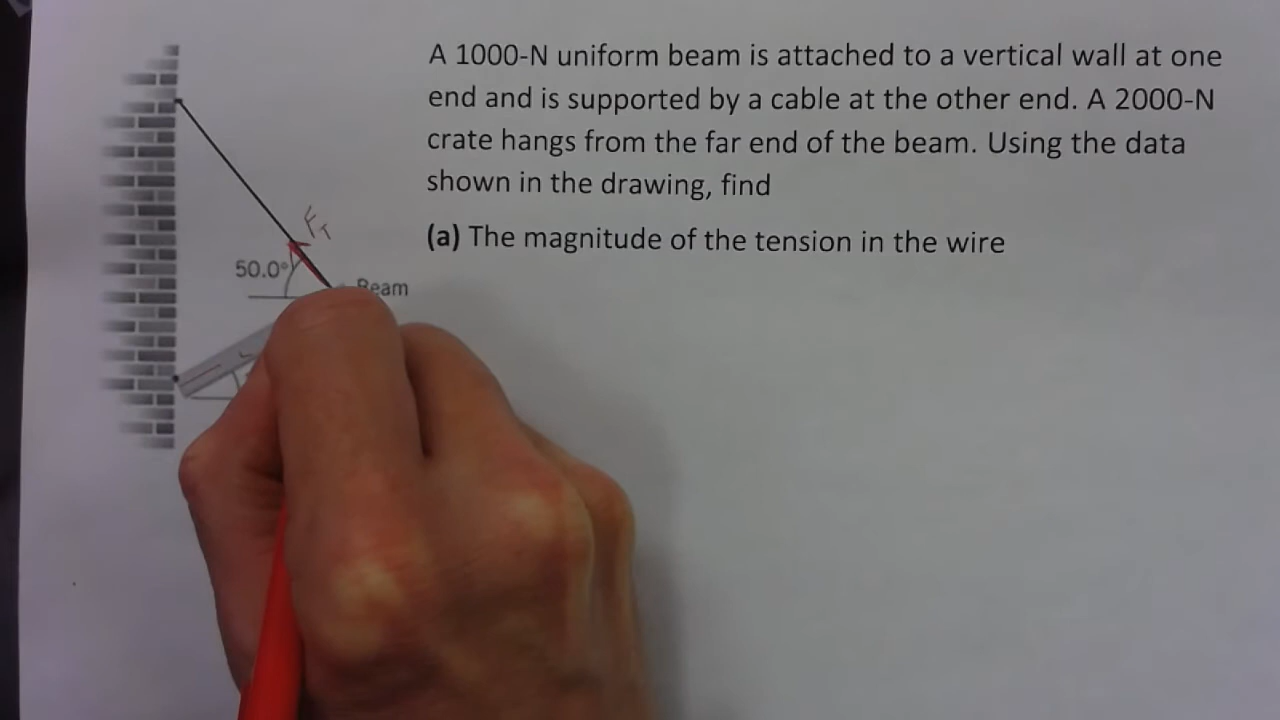 A 1000-N uniform beam is attached to a vertical wall at one
end and is supported by a cable at the other end. A 2000-N
crate hangs from the far end of the beam. Using the data
shown in the drawing, find
(a) The magnitude of the tension in the wire
F_T
50.0°
Beam